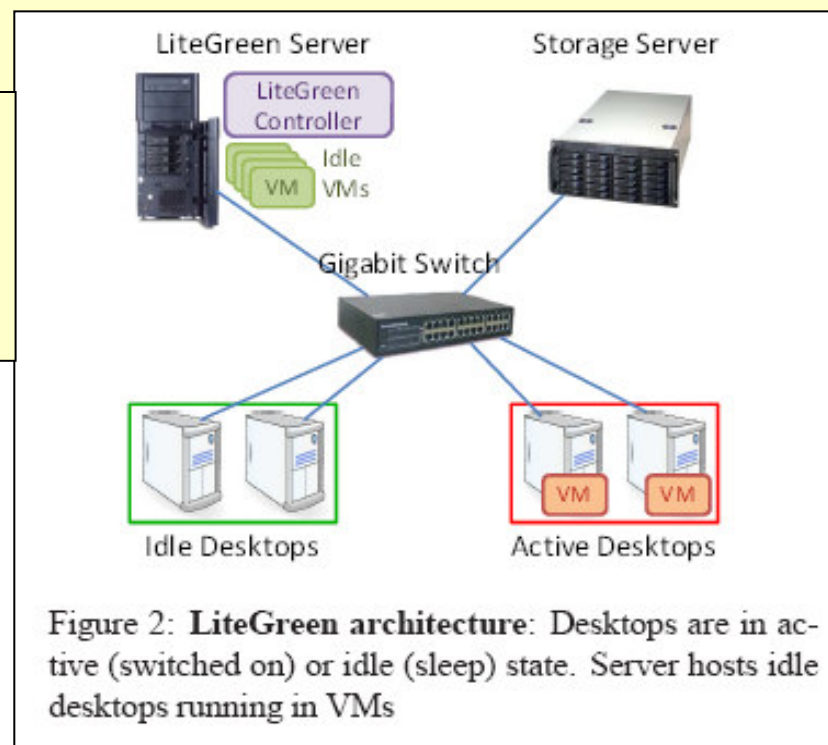 LiteGreen Server
Storage Server
LiteGreen
Controller
Idle
VMs
VM
Gigabit Switch
VM
VM
Idle Desktops
Active Desktops
Figure 2: LiteGreen architecture: Desktops are in ac-
tive (switched on) or idle (sleep) state. Server hosts idle
desktops running in VMs